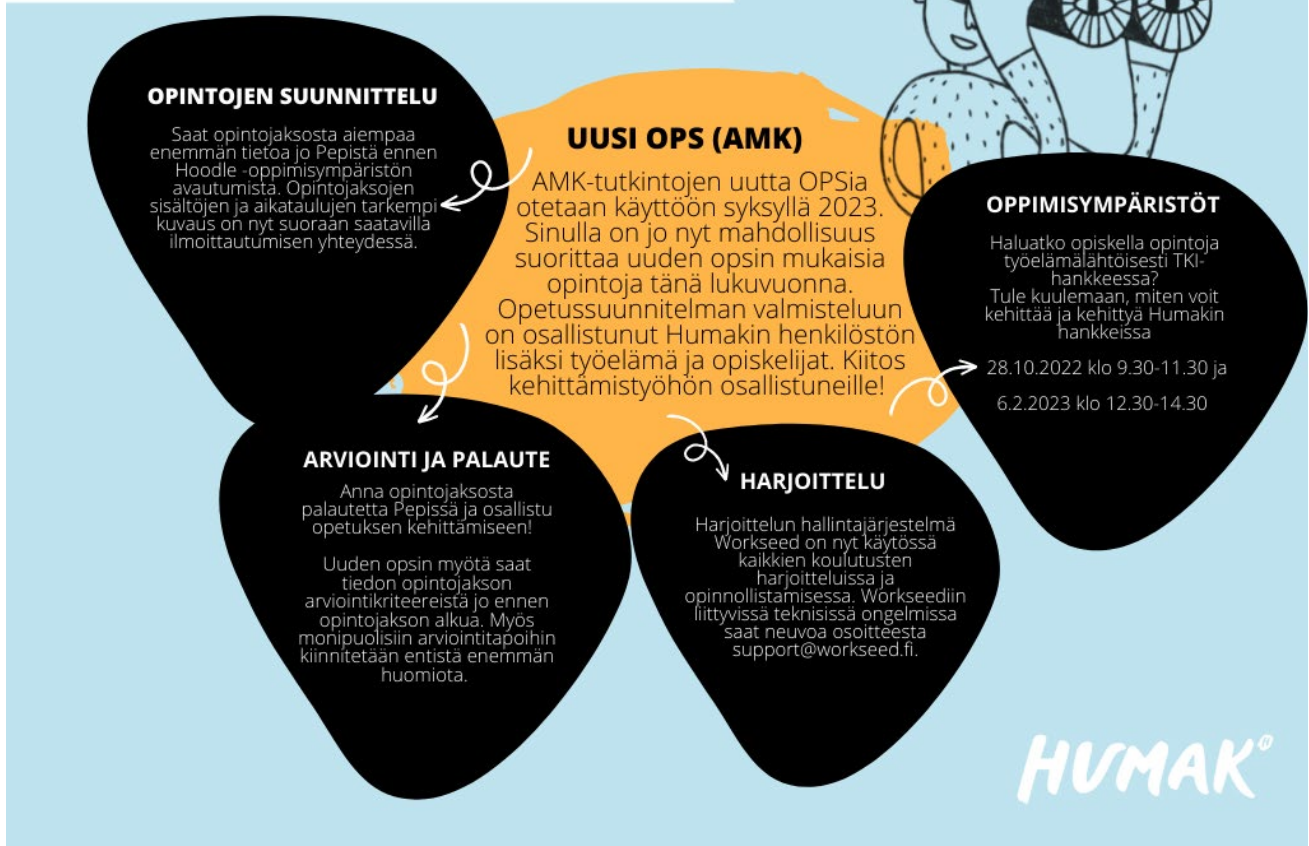 OPINTOJEN SUUNNITTELU
Saat opintojaksosta aiempaa
enemmän tietoa jo Pepistä ennen
Hoodle -oppimisympäristön
avautumista. Opintojaksojen
sisältöjen ja aikataulujen tarkempi
kuvaus on nyt suoraan saatavilla
ilmoittautumisen yhteydessä.
UUSI OPS (AMK)
AMK-tutkintojen uutta OPSia
otetaan käyttöön syksyllä 2023.
Sinulla on jo nyt mahdollisuus
suorittaa uuden opsin mukaisia
opintoja tänä lukuvuonna.
Opetussuunnitelman valmisteluun
on osallistunut Humakin henkilöstön
lisäksi työelämä ja opiskelijat. Kiitos
kehittämistyöhön osallistuneille!
OPPIMISYMPÄRISTÖT
Haluatko opiskella opintoja
työelämälähtöisesti TKI-
hankkeessa?
Tule kuulemaan, miten voit
kehittää ja kehittyä Humakin
hankkeissa
28.10.2022 klo 9.30-11.30 ja
6.2.2023 klo 12.30-14.30
ARVIOINTI JA PALAUTE
Anna opintojaksosta
palautetta Pepissä ja osallistu
opetuksen kehittämiseen!
Uuden opsin myötä saat
tiedon opintojakson
arviointikriteereistä jo ennen
opintojakson alkua. Myös
monipuolisiin arviointitapoihin
kiinnitetään entistä enemmän
huomiota.
HARJOITTELU
Harjoittelun hallintajärjestelmä
Workseed on nyt käytössä
kaikkien koulutusten
harjoitteluissa ja
opinnollistamisessa. Workseediin
liittyvissä teknisissä ongelmissa
saat neuvoa osoitteesta
support@workseed.fi.
HUMAK